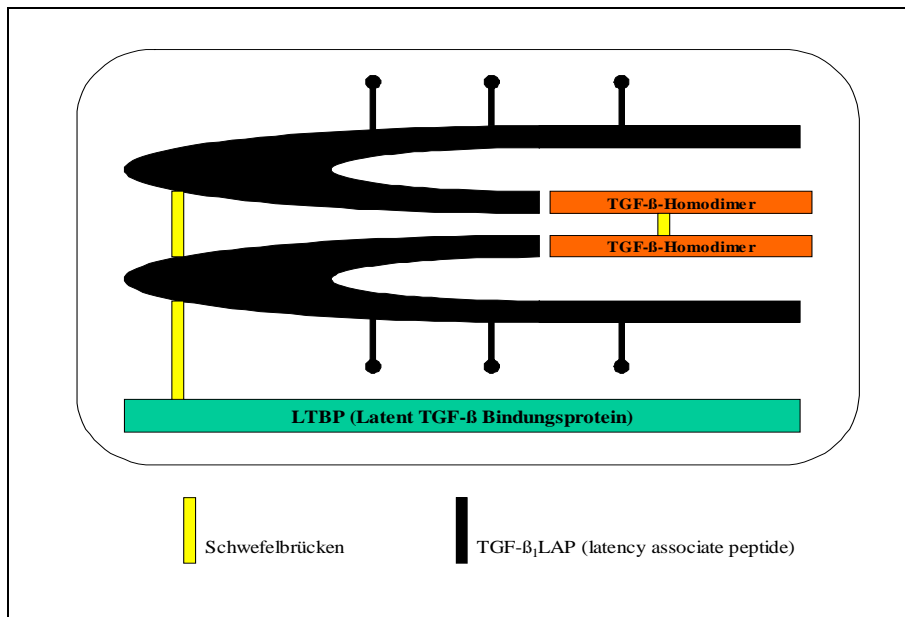 TGF-ß-Homodimer
TGF-ß-Homodimer
LTBP (Latent TGF-ß Bindungsprotein)
Schwefelbrücken
TGF-ß₁LAP (latency associate peptide)